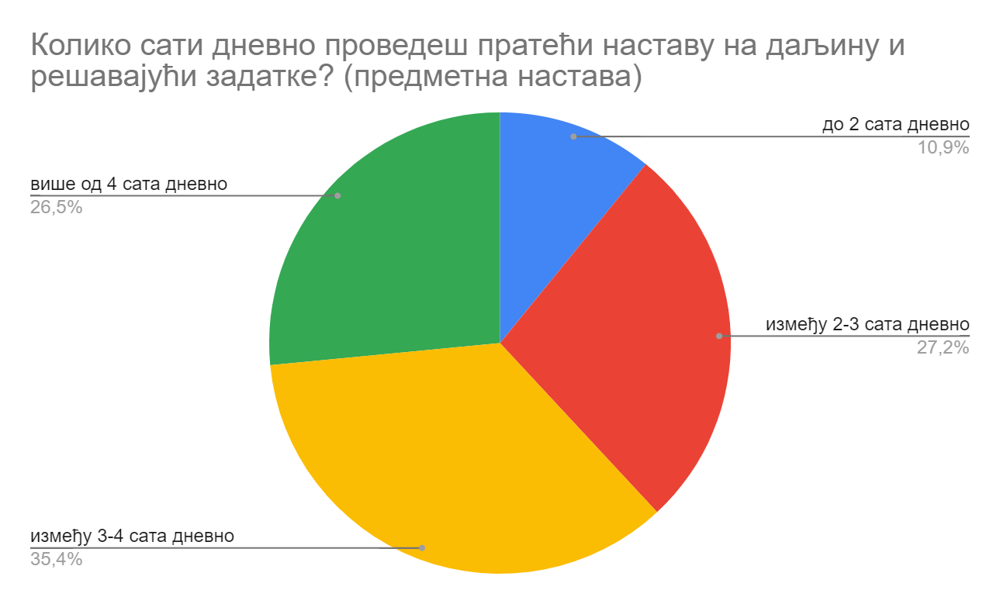 Колико сати дневно проведеш пратећи наставу на даљину и
решавајући задатке? (предметна настава)
до 2 сата дневно
10,9%
више од 4 сата дневно
26,5%
између 2-3 сата дневно
27,2%
између 3-4 сата дневно
35,4%